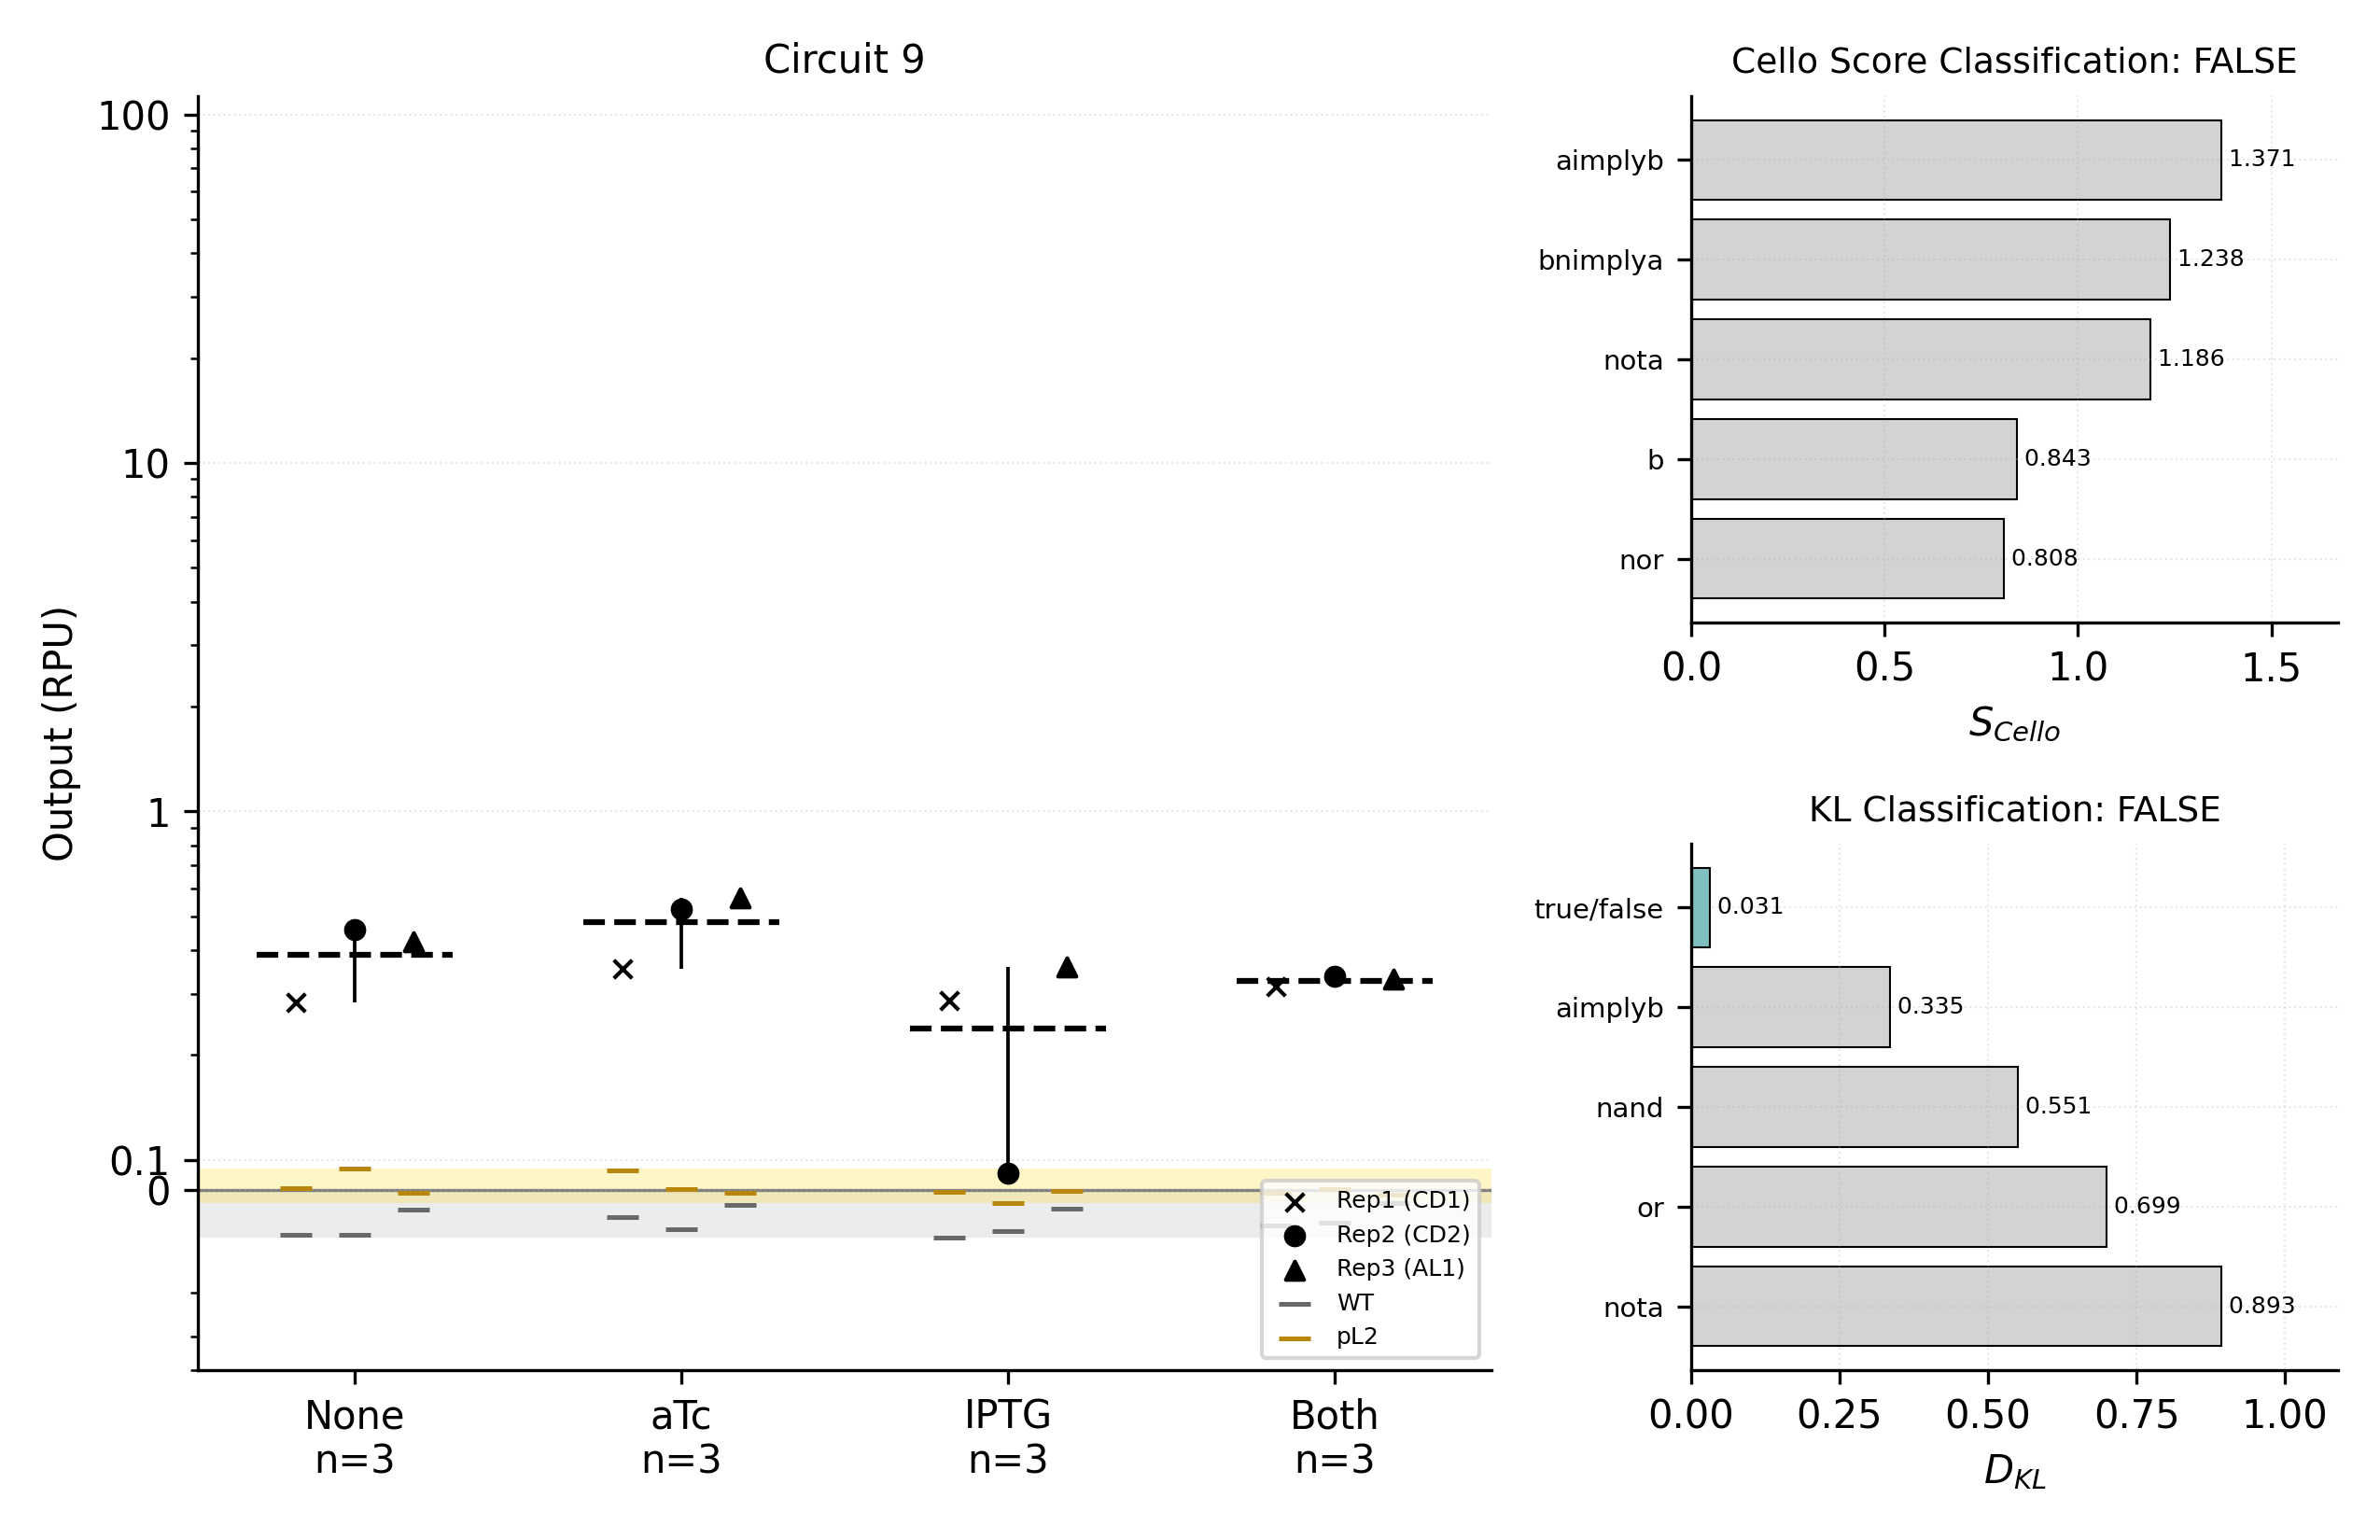 Circuit 9
Output (RPU)
100
10
1
0.1
0
None
n=3
aTc
n=3
IPTG
n=3
Both
n=3
Rep1 (CD1)
Rep2 (CD2)
Rep3 (AL1)
WT
pL2
Cello Score Classification: FALSE
aimplyb
1.371
bnimplya
1.238
nota
1.186
b
0.843
nor
0.808
0.0
0.5
1.0
1.5
S_Cello
KL Classification: FALSE
true/false
0.031
aimplyb
0.335
nand
0.551
or
0.699
nota
0.893
0.00
0.25
0.50
0.75
1.00
D_KL